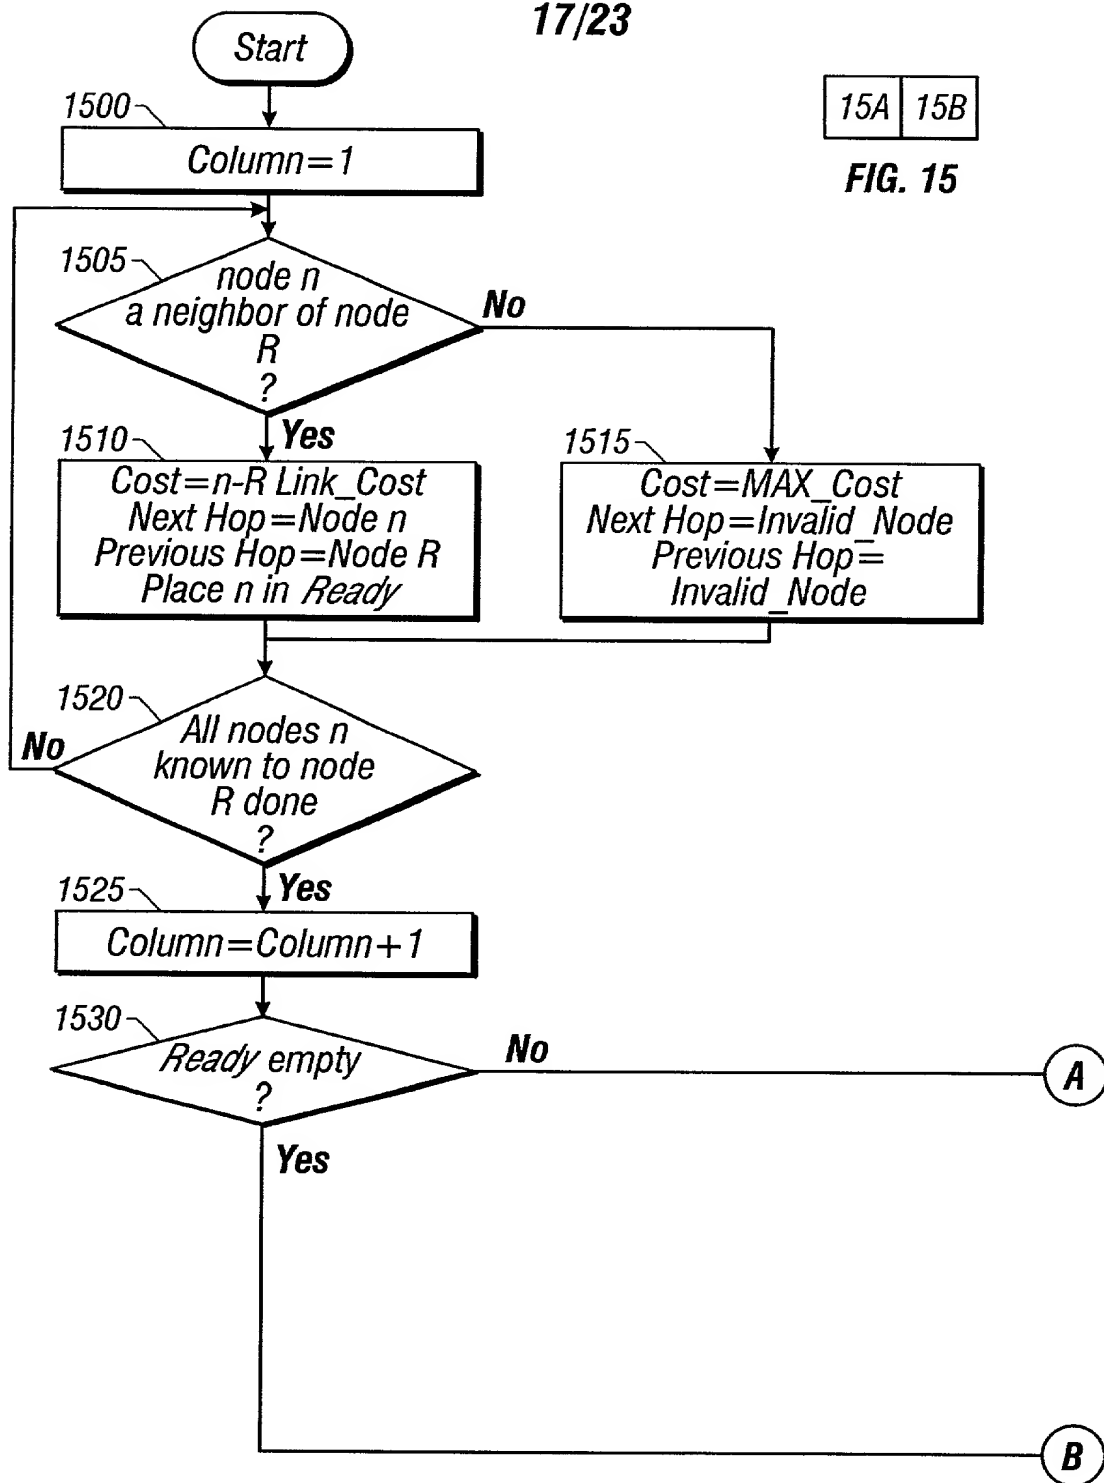 17/23
Start
15A 15B
FIG. 15
1500
Column=1
1505
node n
a neighbor of node
R
?
No
Yes
1510
Cost=n-R Link_Cost
Next Hop=Node n
Previous Hop=Node R
Place n in Ready
1515
Cost=MAX_Cost
Next Hop=Invalid_Node
Previous Hop=
Invalid_Node
1520
All nodes n
known to node
R done
?
No
Yes
1525
Column=Column+1
1530
Ready empty
?
No
A
Yes
B